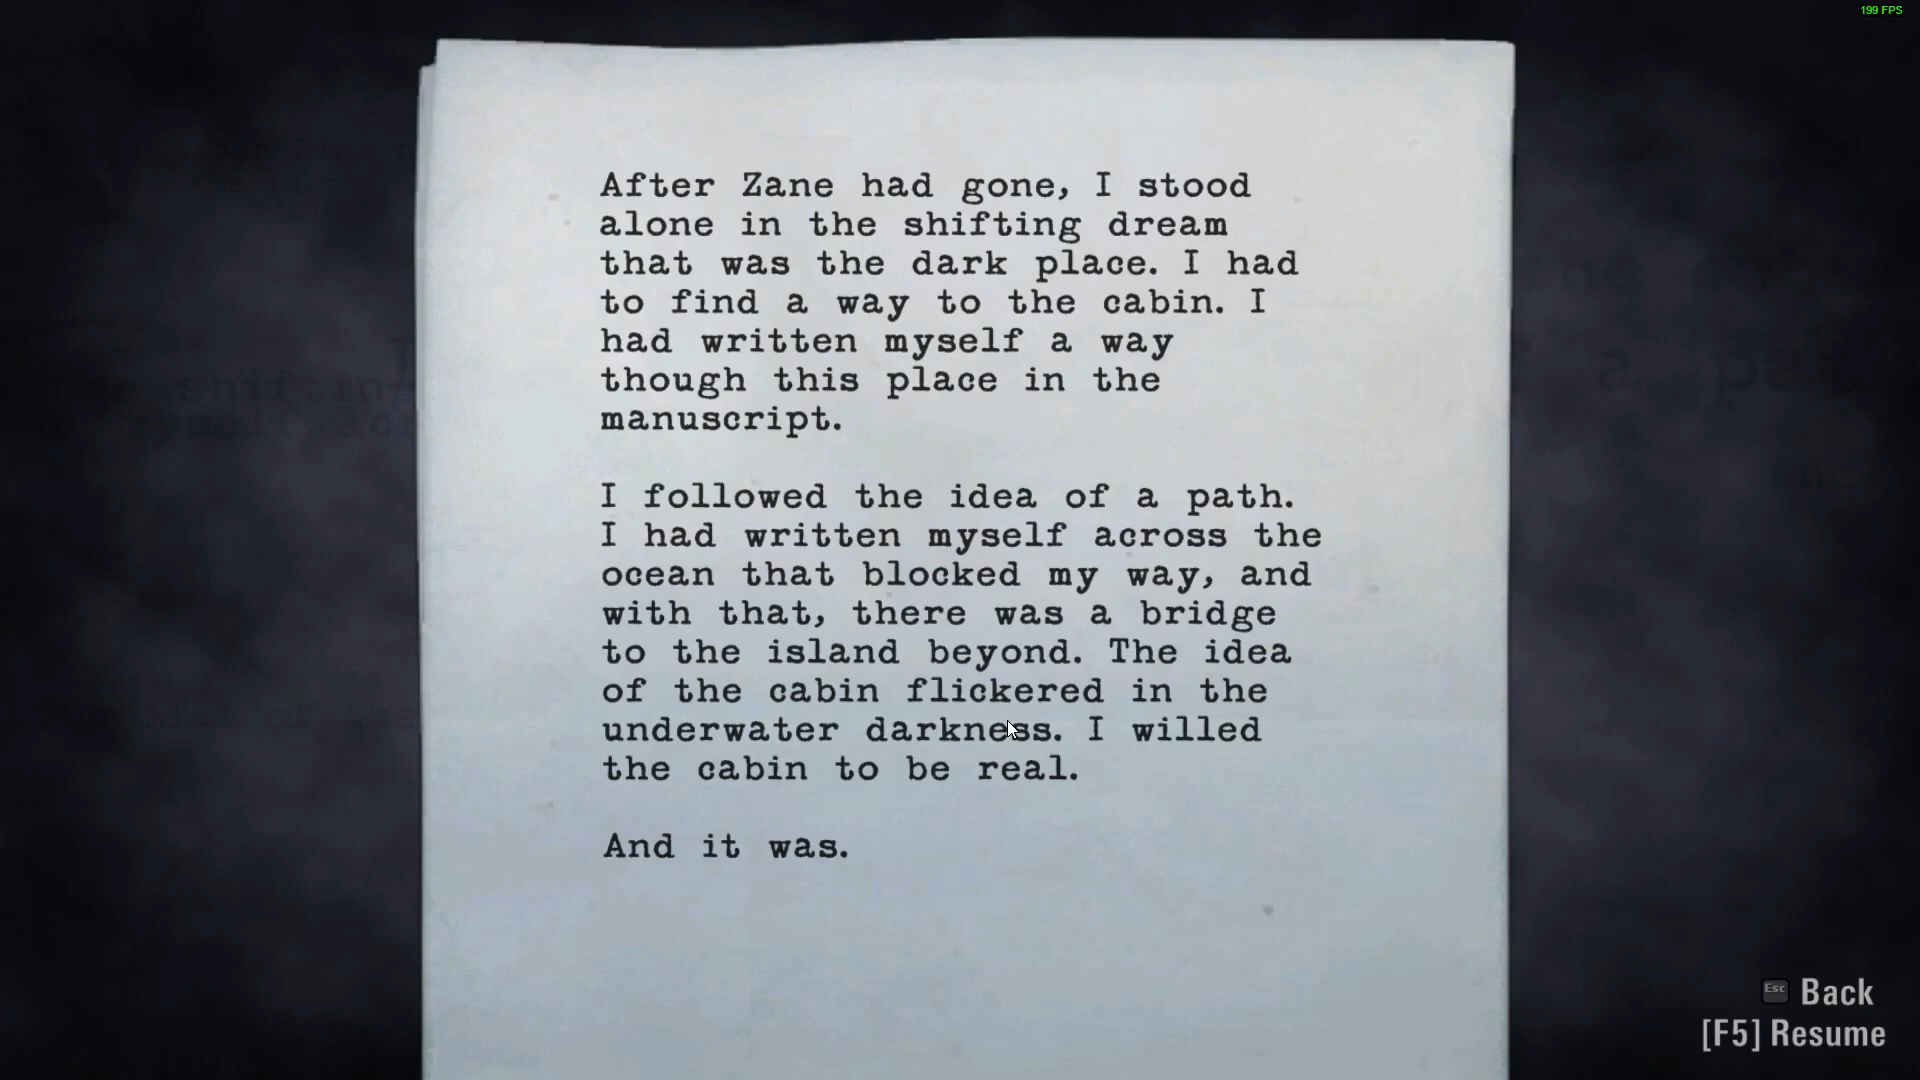 199 FPS
After Zane had gone, I stood
alone in the shifting dream
that was the dark place. I had
to find a way to the cabin. I
had written myself a way
though this place in the
manuscript.
I followed the idea of a path.
I had written myself across the
ocean that blocked my way, and
with that, there was a bridge
to the island beyond. The idea
of the cabin flickered in the
underwater darkness. I willed
the cabin to be real.
And it was.
Esc Back
[F5] Resume